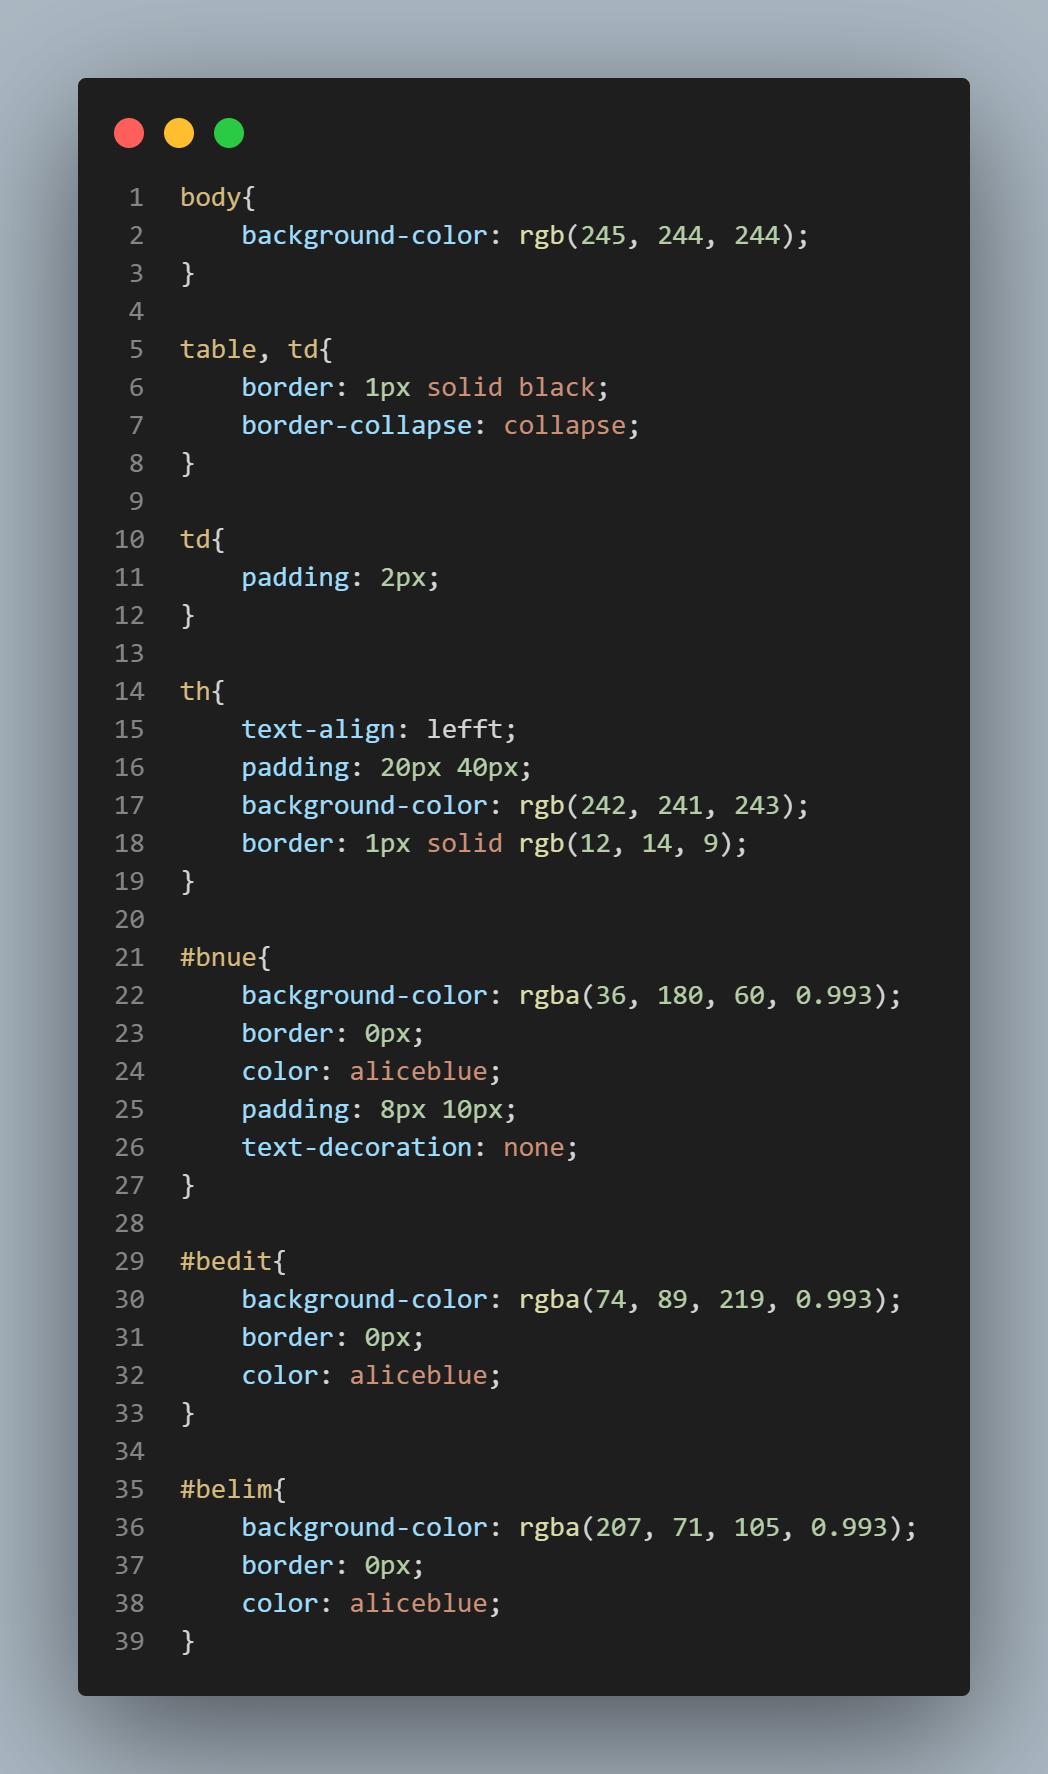 1 body{
2     background-color: rgb(245, 244, 244);
3 }
4
5 table, td{
6     border: 1px solid black;
7     border-collapse: collapse;
8 }
9
10 td{
11     padding: 2px;
12 }
13
14 th{
15     text-align: lefft;
16     padding: 20px 40px;
17     background-color: rgb(242, 241, 243);
18     border: 1px solid rgb(12, 14, 9);
19 }
20
21 #bnue{
22     background-color: rgba(36, 180, 60, 0.993);
23     border: 0px;
24     color: aliceblue;
25     padding: 8px 10px;
26     text-decoration: none;
27 }
28
29 #bedit{
30     background-color: rgba(74, 89, 219, 0.993);
31     border: 0px;
32     color: aliceblue;
33 }
34
35 #belim{
36     background-color: rgba(207, 71, 105, 0.993);
37     border: 0px;
38     color: aliceblue;
39 }